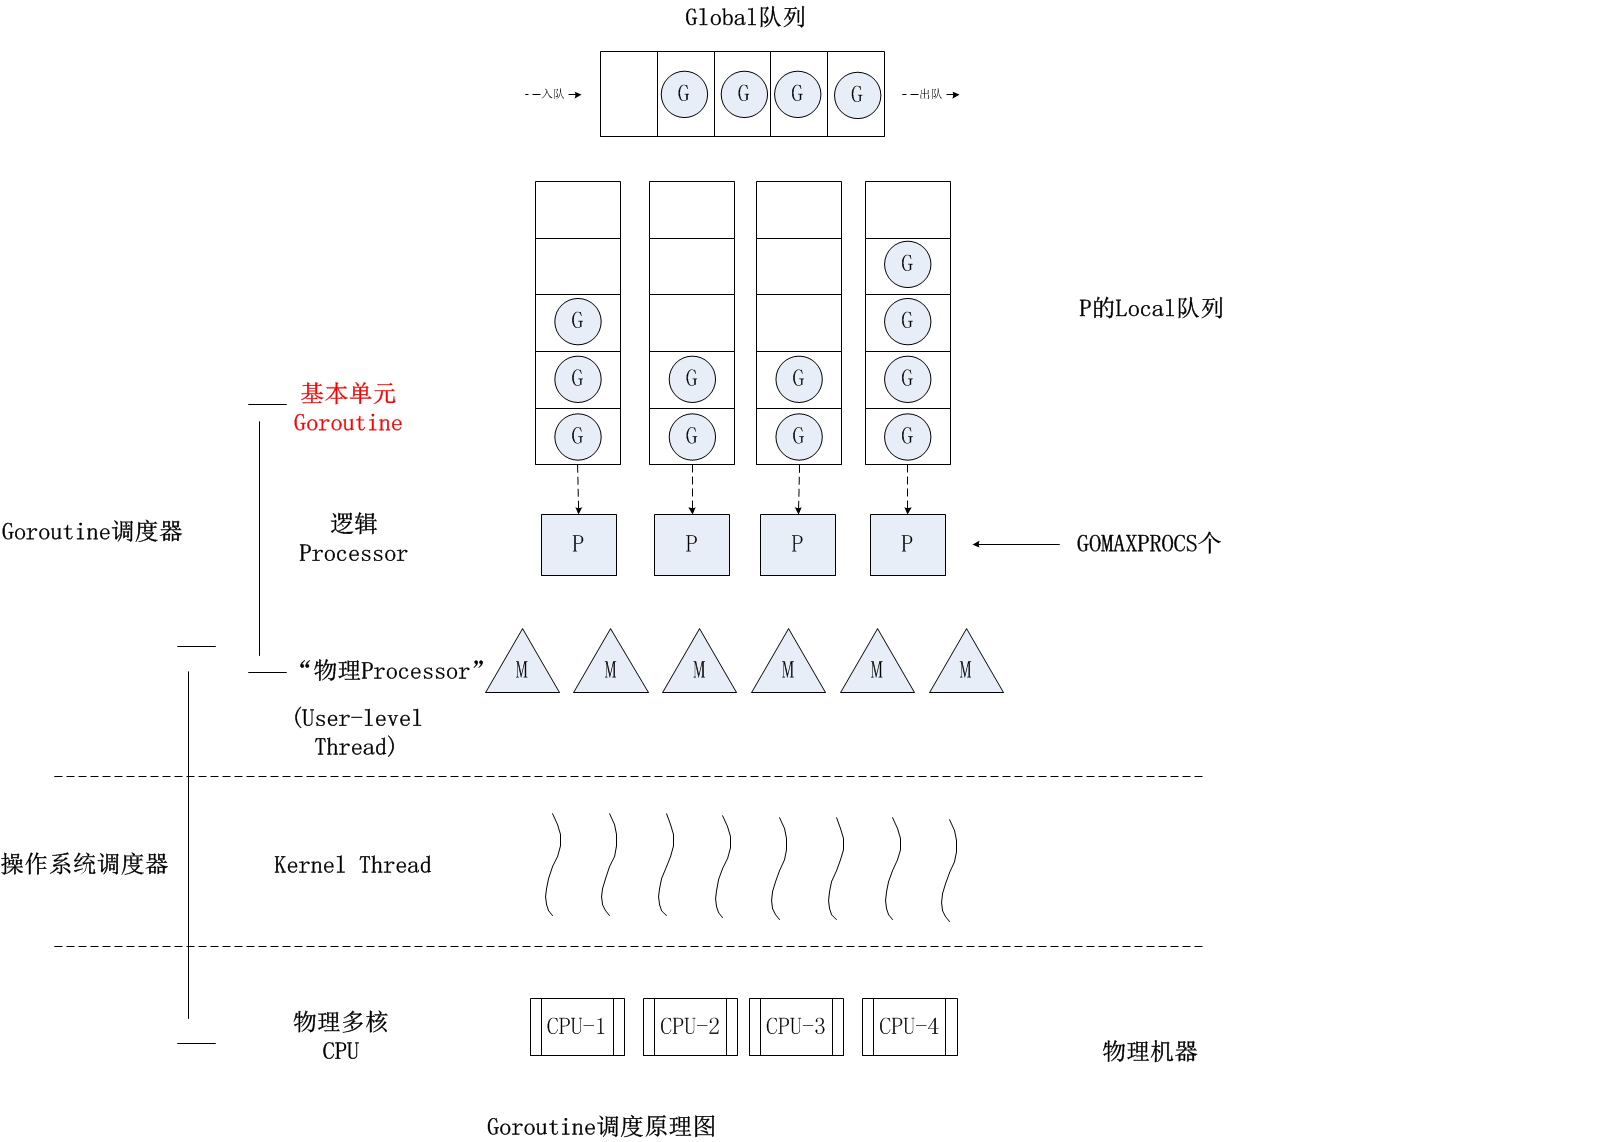 Global队列
入队
G G G G
出队
G
G G
P的Local队列
G G G G
基本单元
Goroutine
G G G G
Goroutine调度器
逻辑
Processor
P P P P
GOMAXPROCS个
“物理Processor”
M M M M M M
(User-level
Thread)
操作系统调度器
Kernel Thread
物理多核
CPU
CPU-1 CPU-2 CPU-3 CPU-4
物理机器
Goroutine调度原理图